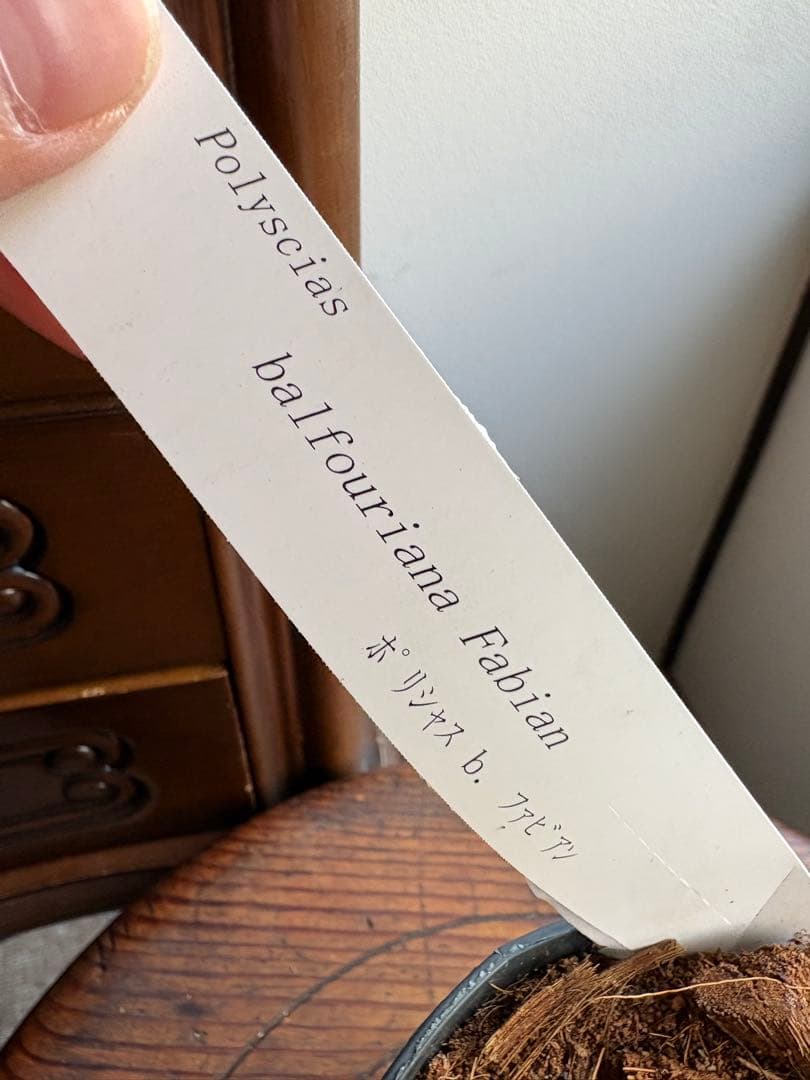 Polyscias
balfouriana Fabian
ﾎﾟﾘｼｬｽ b. ﾌｧﾋﾞｱﾝ